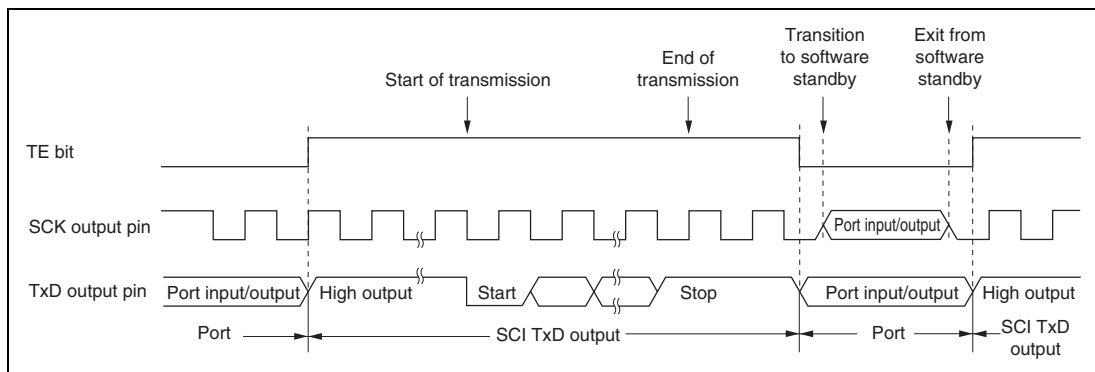 Transition
to software
standby
Exit from
software
standby
Start of transmission
End of
transmission
TE bit
SCK output pin
Port input/output
TxD output pin
Port input/output
High output
Start
Stop
Port input/output
High output
Port
SCI TxD output
Port
SCI TxD
output